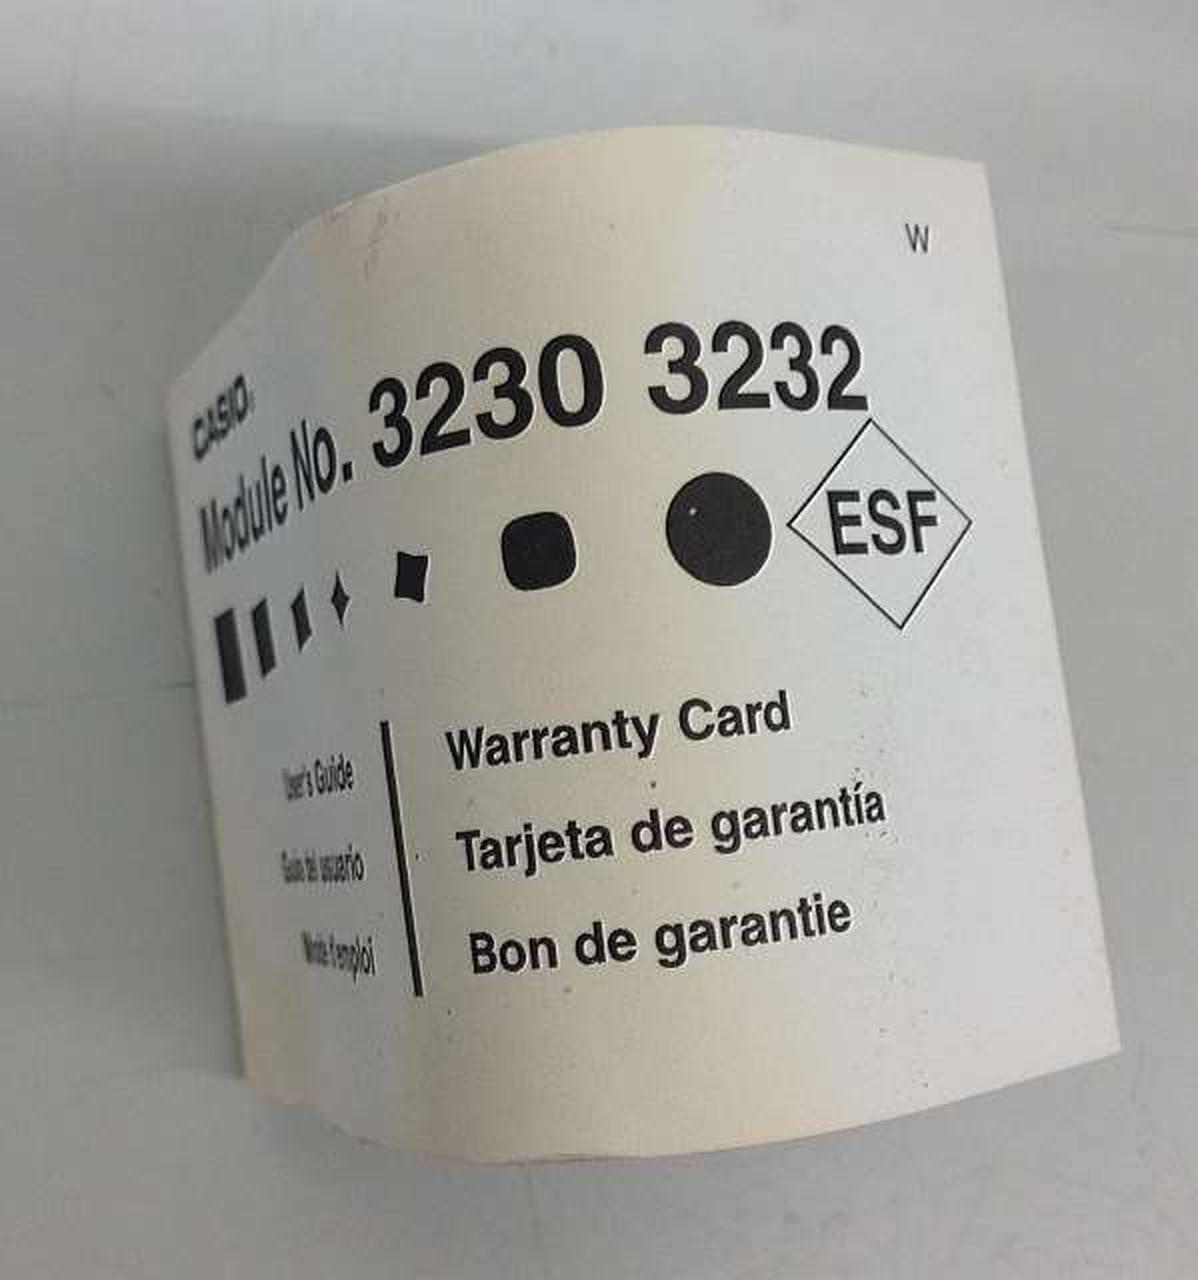 W
CASIO
Module No. 3230 3232
ESF
User's Guide
Guía del usuario
Mode d'emploi
Warranty Card
Tarjeta de garantía
Bon de garantie